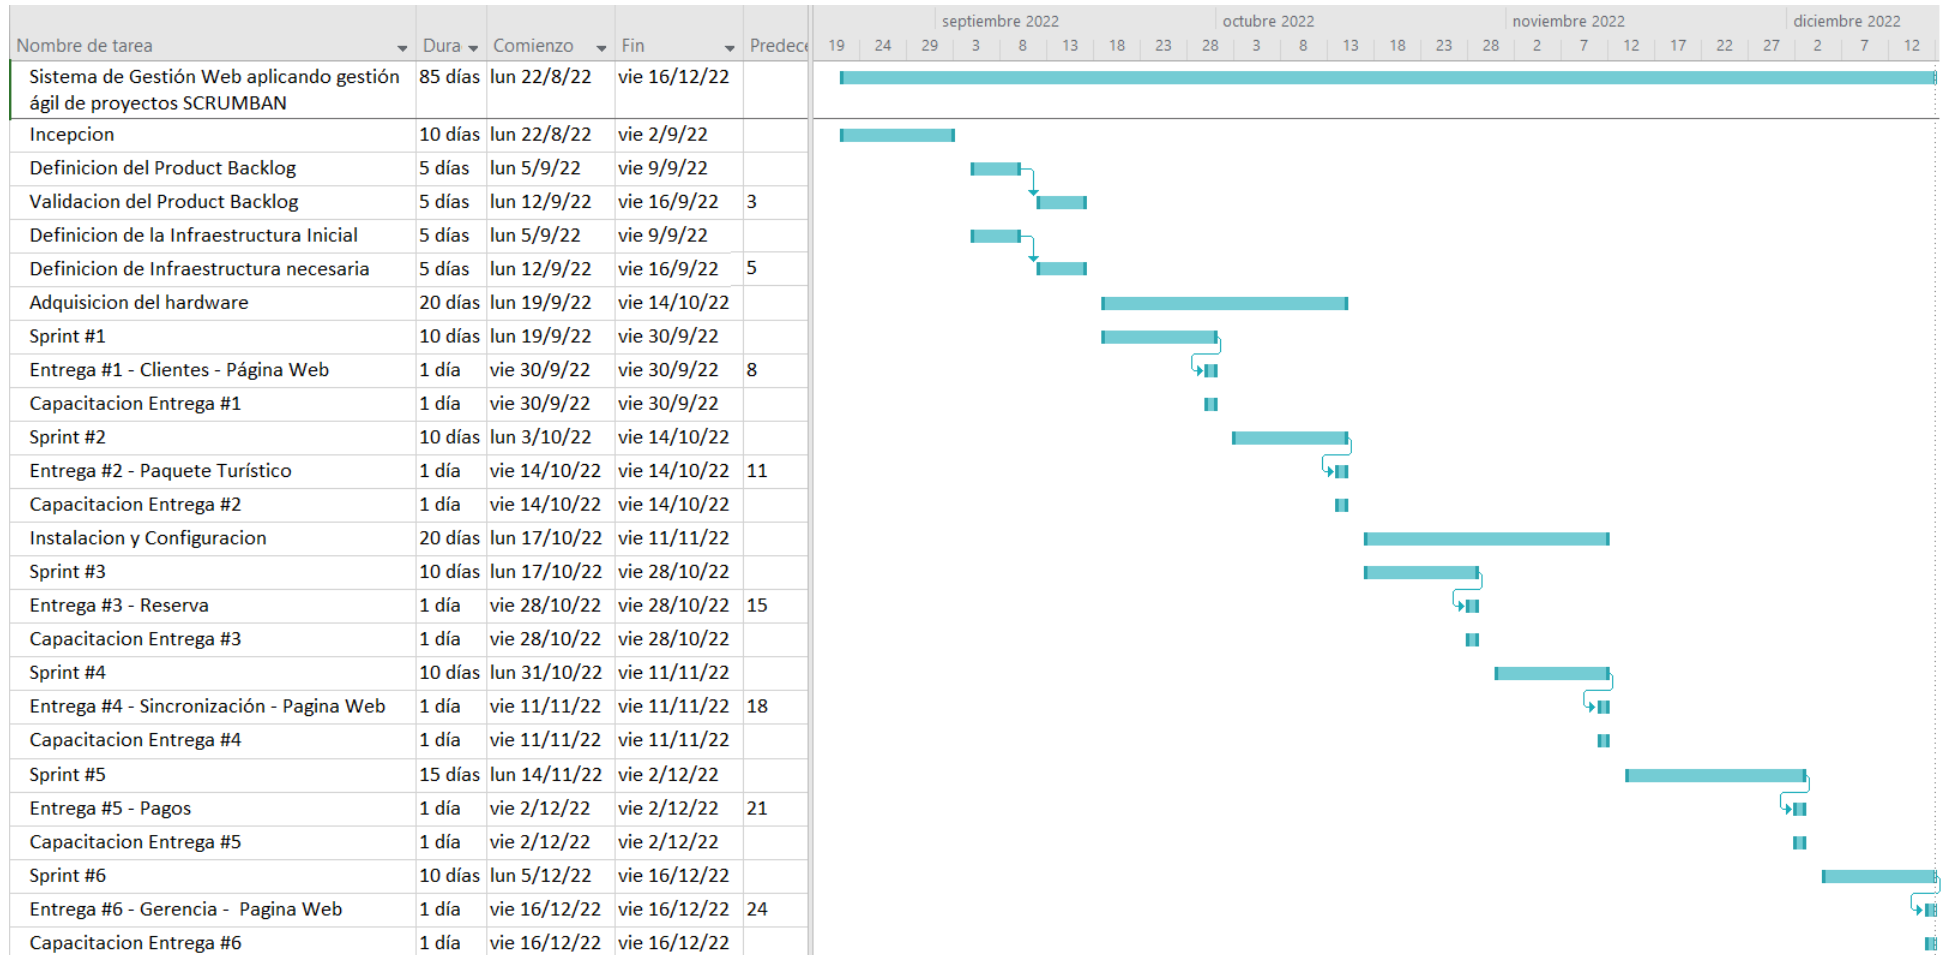 septiembre 2022 octubre 2022 noviembre 2022 diciembre 2022
Nombre de tarea Dura Comienzo Fin Predece 19 24 29 3 8 13 18 23 28 3 8 13 18 23 28 2 7 12 17 22 27 2 7 12
Sistema de Gestión Web aplicando gestión 85 días lun 22/8/22 vie 16/12/22
ágil de proyectos SCRUMBAN
Incepcion 10 días lun 22/8/22 vie 2/9/22
Definicion del Product Backlog 5 días lun 5/9/22 vie 9/9/22
Validacion del Product Backlog 5 días lun 12/9/22 vie 16/9/22 3
Definicion de la Infraestructura Inicial 5 días lun 5/9/22 vie 9/9/22
Definicion de Infraestructura necesaria 5 días lun 12/9/22 vie 16/9/22 5
Adquisicion del hardware 20 días lun 19/9/22 vie 14/10/22
Sprint #1 10 días lun 19/9/22 vie 30/9/22
Entrega #1 - Clientes - Página Web 1 día vie 30/9/22 vie 30/9/22 8
Capacitacion Entrega #1 1 día vie 30/9/22 vie 30/9/22
Sprint #2 10 días lun 3/10/22 vie 14/10/22
Entrega #2 - Paquete Turístico 1 día vie 14/10/22 vie 14/10/22 11
Capacitacion Entrega #2 1 día vie 14/10/22 vie 14/10/22
Instalacion y Configuracion 20 días lun 17/10/22 vie 11/11/22
Sprint #3 10 días lun 17/10/22 vie 28/10/22
Entrega #3 - Reserva 1 día vie 28/10/22 vie 28/10/22 15
Capacitacion Entrega #3 1 día vie 28/10/22 vie 28/10/22
Sprint #4 10 días lun 31/10/22 vie 11/11/22
Entrega #4 - Sincronización - Pagina Web 1 día vie 11/11/22 vie 11/11/22 18
Capacitacion Entrega #4 1 día vie 11/11/22 vie 11/11/22
Sprint #5 15 días lun 14/11/22 vie 2/12/22
Entrega #5 - Pagos 1 día vie 2/12/22 vie 2/12/22 21
Capacitacion Entrega #5 1 día vie 2/12/22 vie 2/12/22
Sprint #6 10 días lun 5/12/22 vie 16/12/22
Entrega #6 - Gerencia - Pagina Web 1 día vie 16/12/22 vie 16/12/22 24
Capacitacion Entrega #6 1 día vie 16/12/22 vie 16/12/22